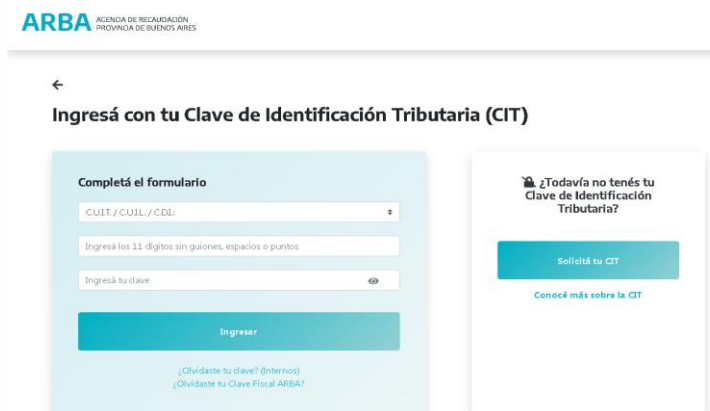 ARBA
AGENCIA DE RECAUDACIÓN
PROVINCIA DE BUENOS AIRES
Ingresá con tu Clave de Identificación Tributaria (CIT)
Completá el formulario
C.U.I.T. / C.U.I.L. / C.D.I.:
Ingresá los 11 dígitos sin guiones, espacios o puntos
Ingresá tu clave
Ingresar
¿Olvidaste tu clave? (Internos)
¿Olvidaste tu Clave Fiscal ARBA?
¿Todavía no tenés tu
Clave de Identificación
Tributaria?
Solicitá tu CIT
Conocé más sobre la CIT